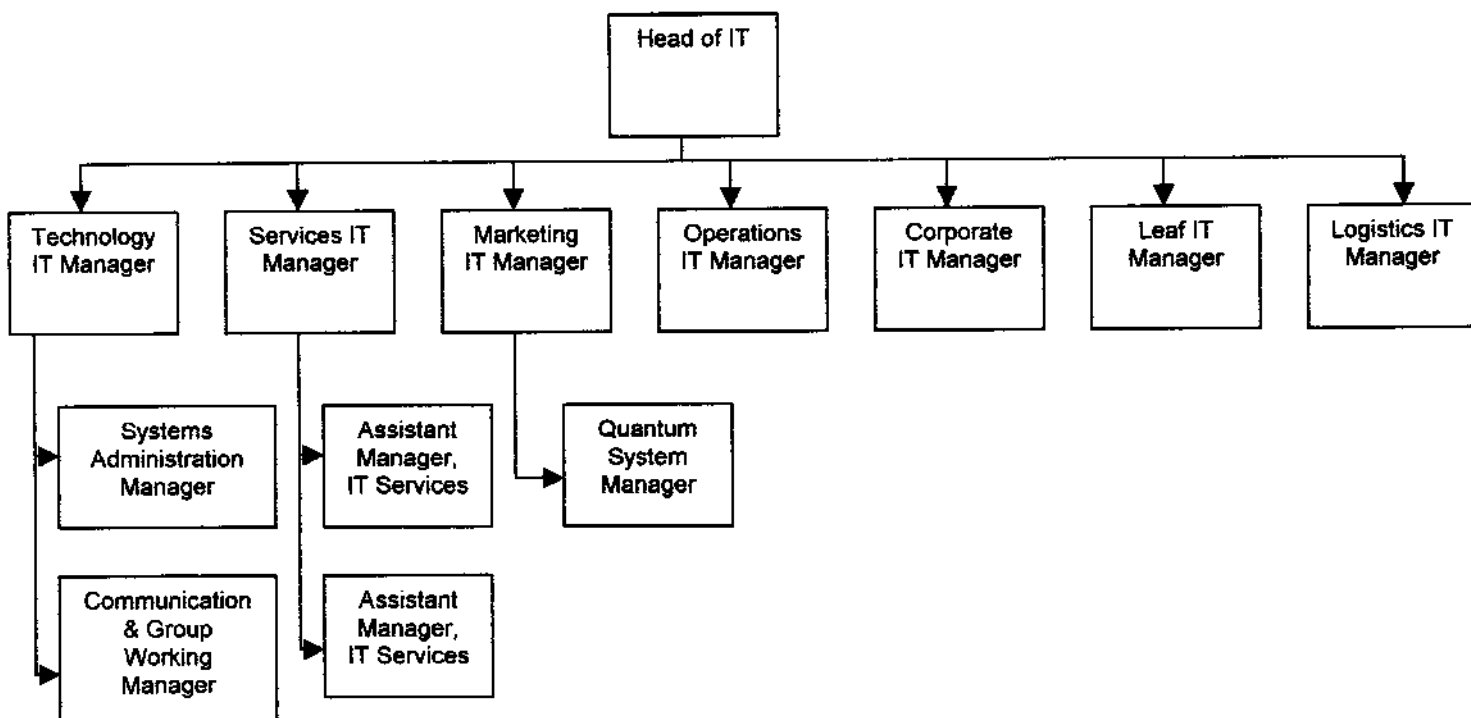 Head of IT
Technology
IT Manager
Services IT
Manager
Marketing
IT Manager
Operations
IT Manager
Corporate
IT Manager
Leaf IT
Manager
Logistics IT
Manager
Systems
Administration
Manager
Assistant
Manager,
IT Services
Quantum
System
Manager
Communication
& Group
Working
Manager
Assistant
Manager,
IT Services